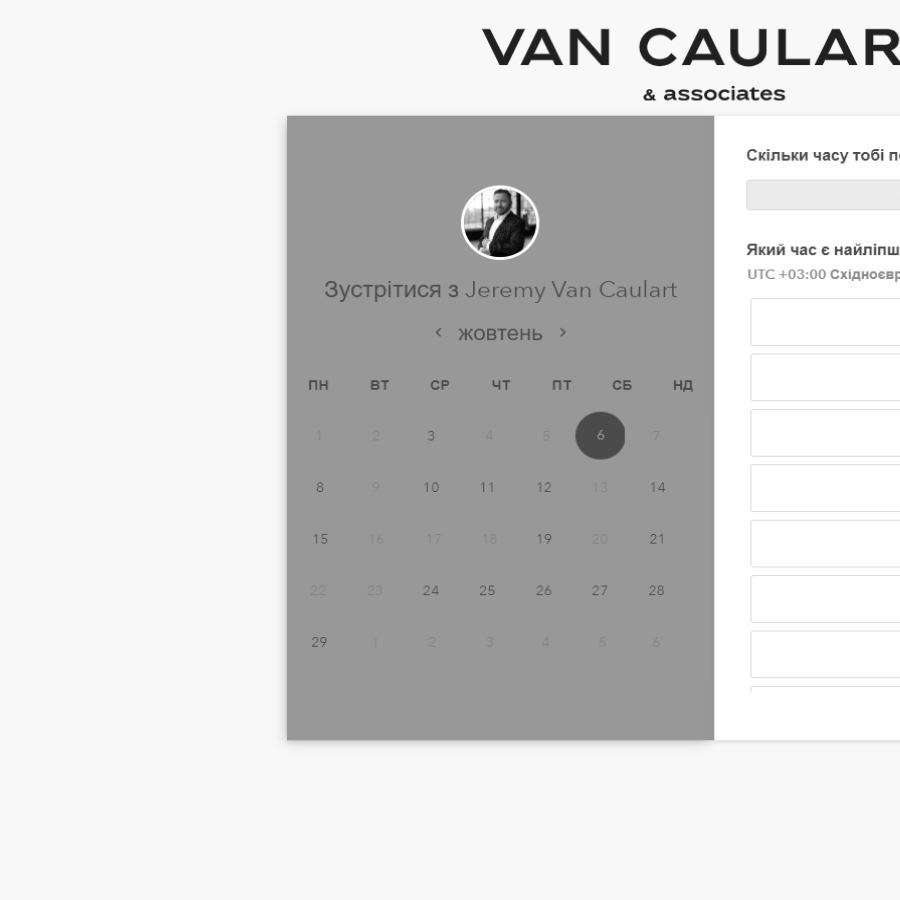 VAN CAULAR
& associates
Зустрітися з Jeremy Van Caulart
жовтень
ПН ВТ СР ЧТ ПТ СБ НД
1 2 3 4 5 6 7
8 9 10 11 12 13 14
15 16 17 18 19 20 21
22 23 24 25 26 27 28
29 1 2 3 4 5 6
Скільки часу тобі п
Який час є найліпш
UTC +03:00 Східноєвр